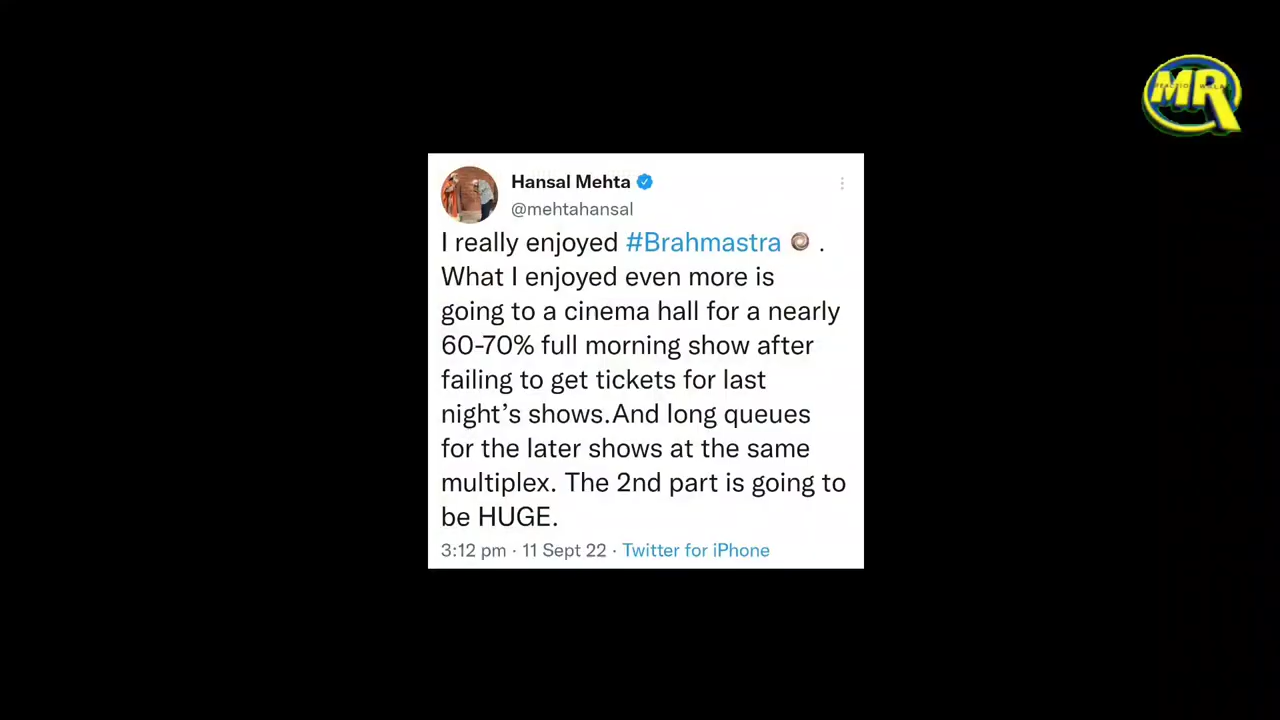 MR
Hansal Mehta
@mehtahansal
I really enjoyed #Brahmastra .
What I enjoyed even more is
going to a cinema hall for a nearly
60-70% full morning show after
failing to get tickets for last
night’s shows.And long queues
for the later shows at the same
multiplex. The 2nd part is going to
be HUGE.
3:12 pm · 11 Sept 22 · Twitter for iPhone